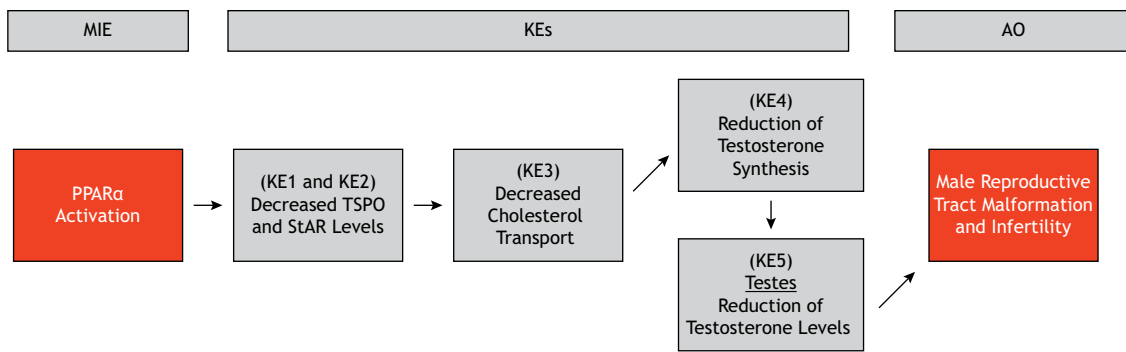 MIE
KEs
AO
PPARα
Activation
(KE1 and KE2)
Decreased TSPO
and StAR Levels
(KE3)
Decreased
Cholesterol
Transport
(KE4)
Reduction of
Testosterone
Synthesis
(KE5)
Testes
Reduction of
Testosterone Levels
Male Reproductive
Tract Malformation
and Infertility